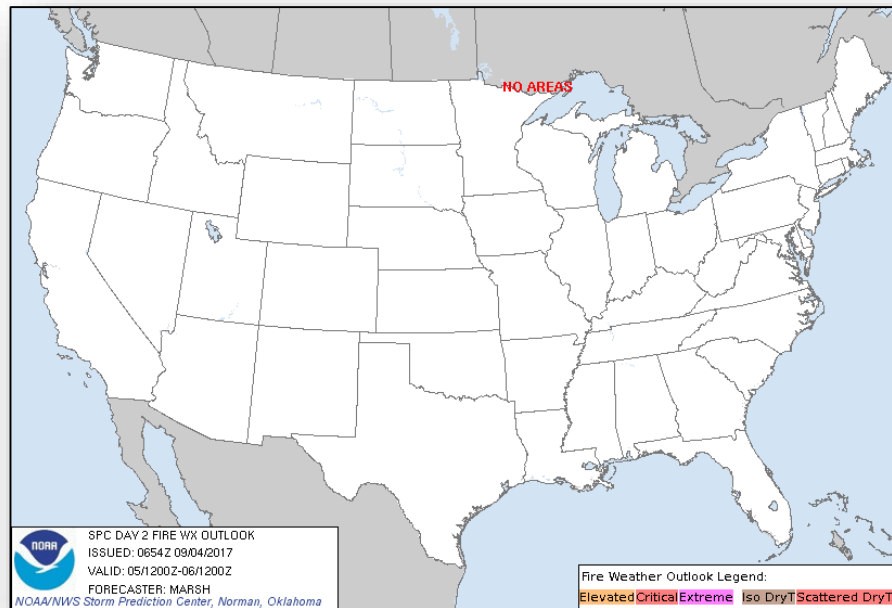 NO AREAS
NOAA
SPC DAY 2 FIRE WX OUTLOOK
ISSUED: 0654Z 09/04/2017
VALID: 05/1200Z-06/1200Z
FORECASTER: MARSH
NOAA/NWS Storm Prediction Center, Norman, Oklahoma
Fire Weather Outlook Legend:
Elevated Critical Extreme Iso DryT Scattered DryT